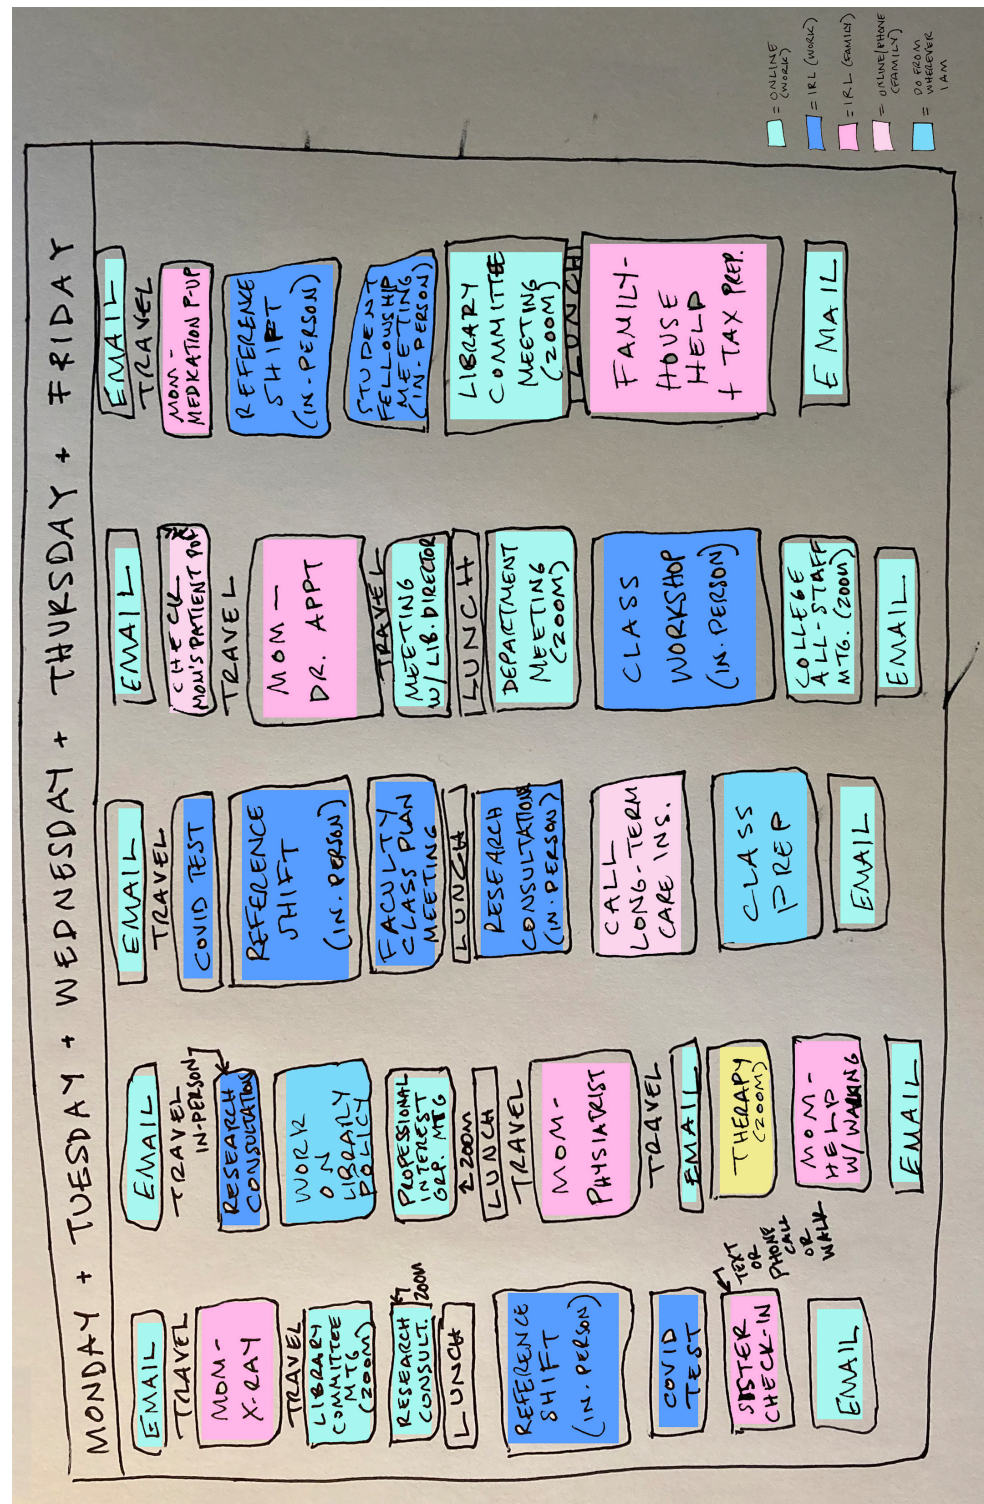 MONDAY + TUESDAY + WEDNESDAY + THURSDAY + FRIDAY
EMAIL
TRAVEL
MOM-
X-RAY
TRAVEL
LIBRARY
COMMITTEE
MTG
(ZOOM)
RESEARCH
CONSULT.
ZOOM
LUNCH
REFERENCE
SHIFT
(IN.PERSON)
COVID
TEST
SISTER
CHECK-IN
TEXT
OR
PHONE
CALL
OR
WALK
EMAIL
EMAIL
TRAVEL
IN-PERSON
RESEARCH
CONSULTATION
WORK
ON
LIBRARY
POLICY
PROFESSIONAL
INTEREST
GRP. MTG
ZOOM
LUNCH
TRAVEL
MOM-
PHYSIATRIST
TRAVEL
EMAIL
THERAPY
(ZOOM)
MOM-
HELP
W/ WALKING
EMAIL
EMAIL
TRAVEL
COVID TEST
REFERENCE
SHIFT
(IN.PERSON)
FACULTY
CLASS PLAN
MEETING
LUNCH
RESEARCH
CONSULTATIONS
(IN.PERSON)
CALL
LONG-TERM
CARE INS.
CLASS
PREP
EMAIL
EMAIL
CHECK
MOM'S PATIENT
TRAVEL
MOM-
DR. APPT
TRAVEL
MEETING
W/ LIB. DIRECTOR
LUNCH
DEPARTMENT
MEETING
(ZOOM)
CLASS
WORKSHOP
(IN.PERSON)
COLLEGE
ALL-STAFF
MTG. (ZOOM)
EMAIL
EMAIL
TRAVEL
MOM-
MEDICATION P-UP
REFERENCE
SHIFT
(IN-PERSON)
STUDENT
FELLOWSHIP
MEETING
(IN-PERSON)
LIBRARY
COMMITTEE
MEETING
(ZOOM)
LUNCH
FAMILY-
HOUSE
HELP
+ TAX PREP.
EMAIL
= ONLINE
(WORK)
= IRL (WORK)
= IRL (FAMILY)
= ONLINE/PHONE
(FAMILY)
= DO FROM
WHEREVER
I AM